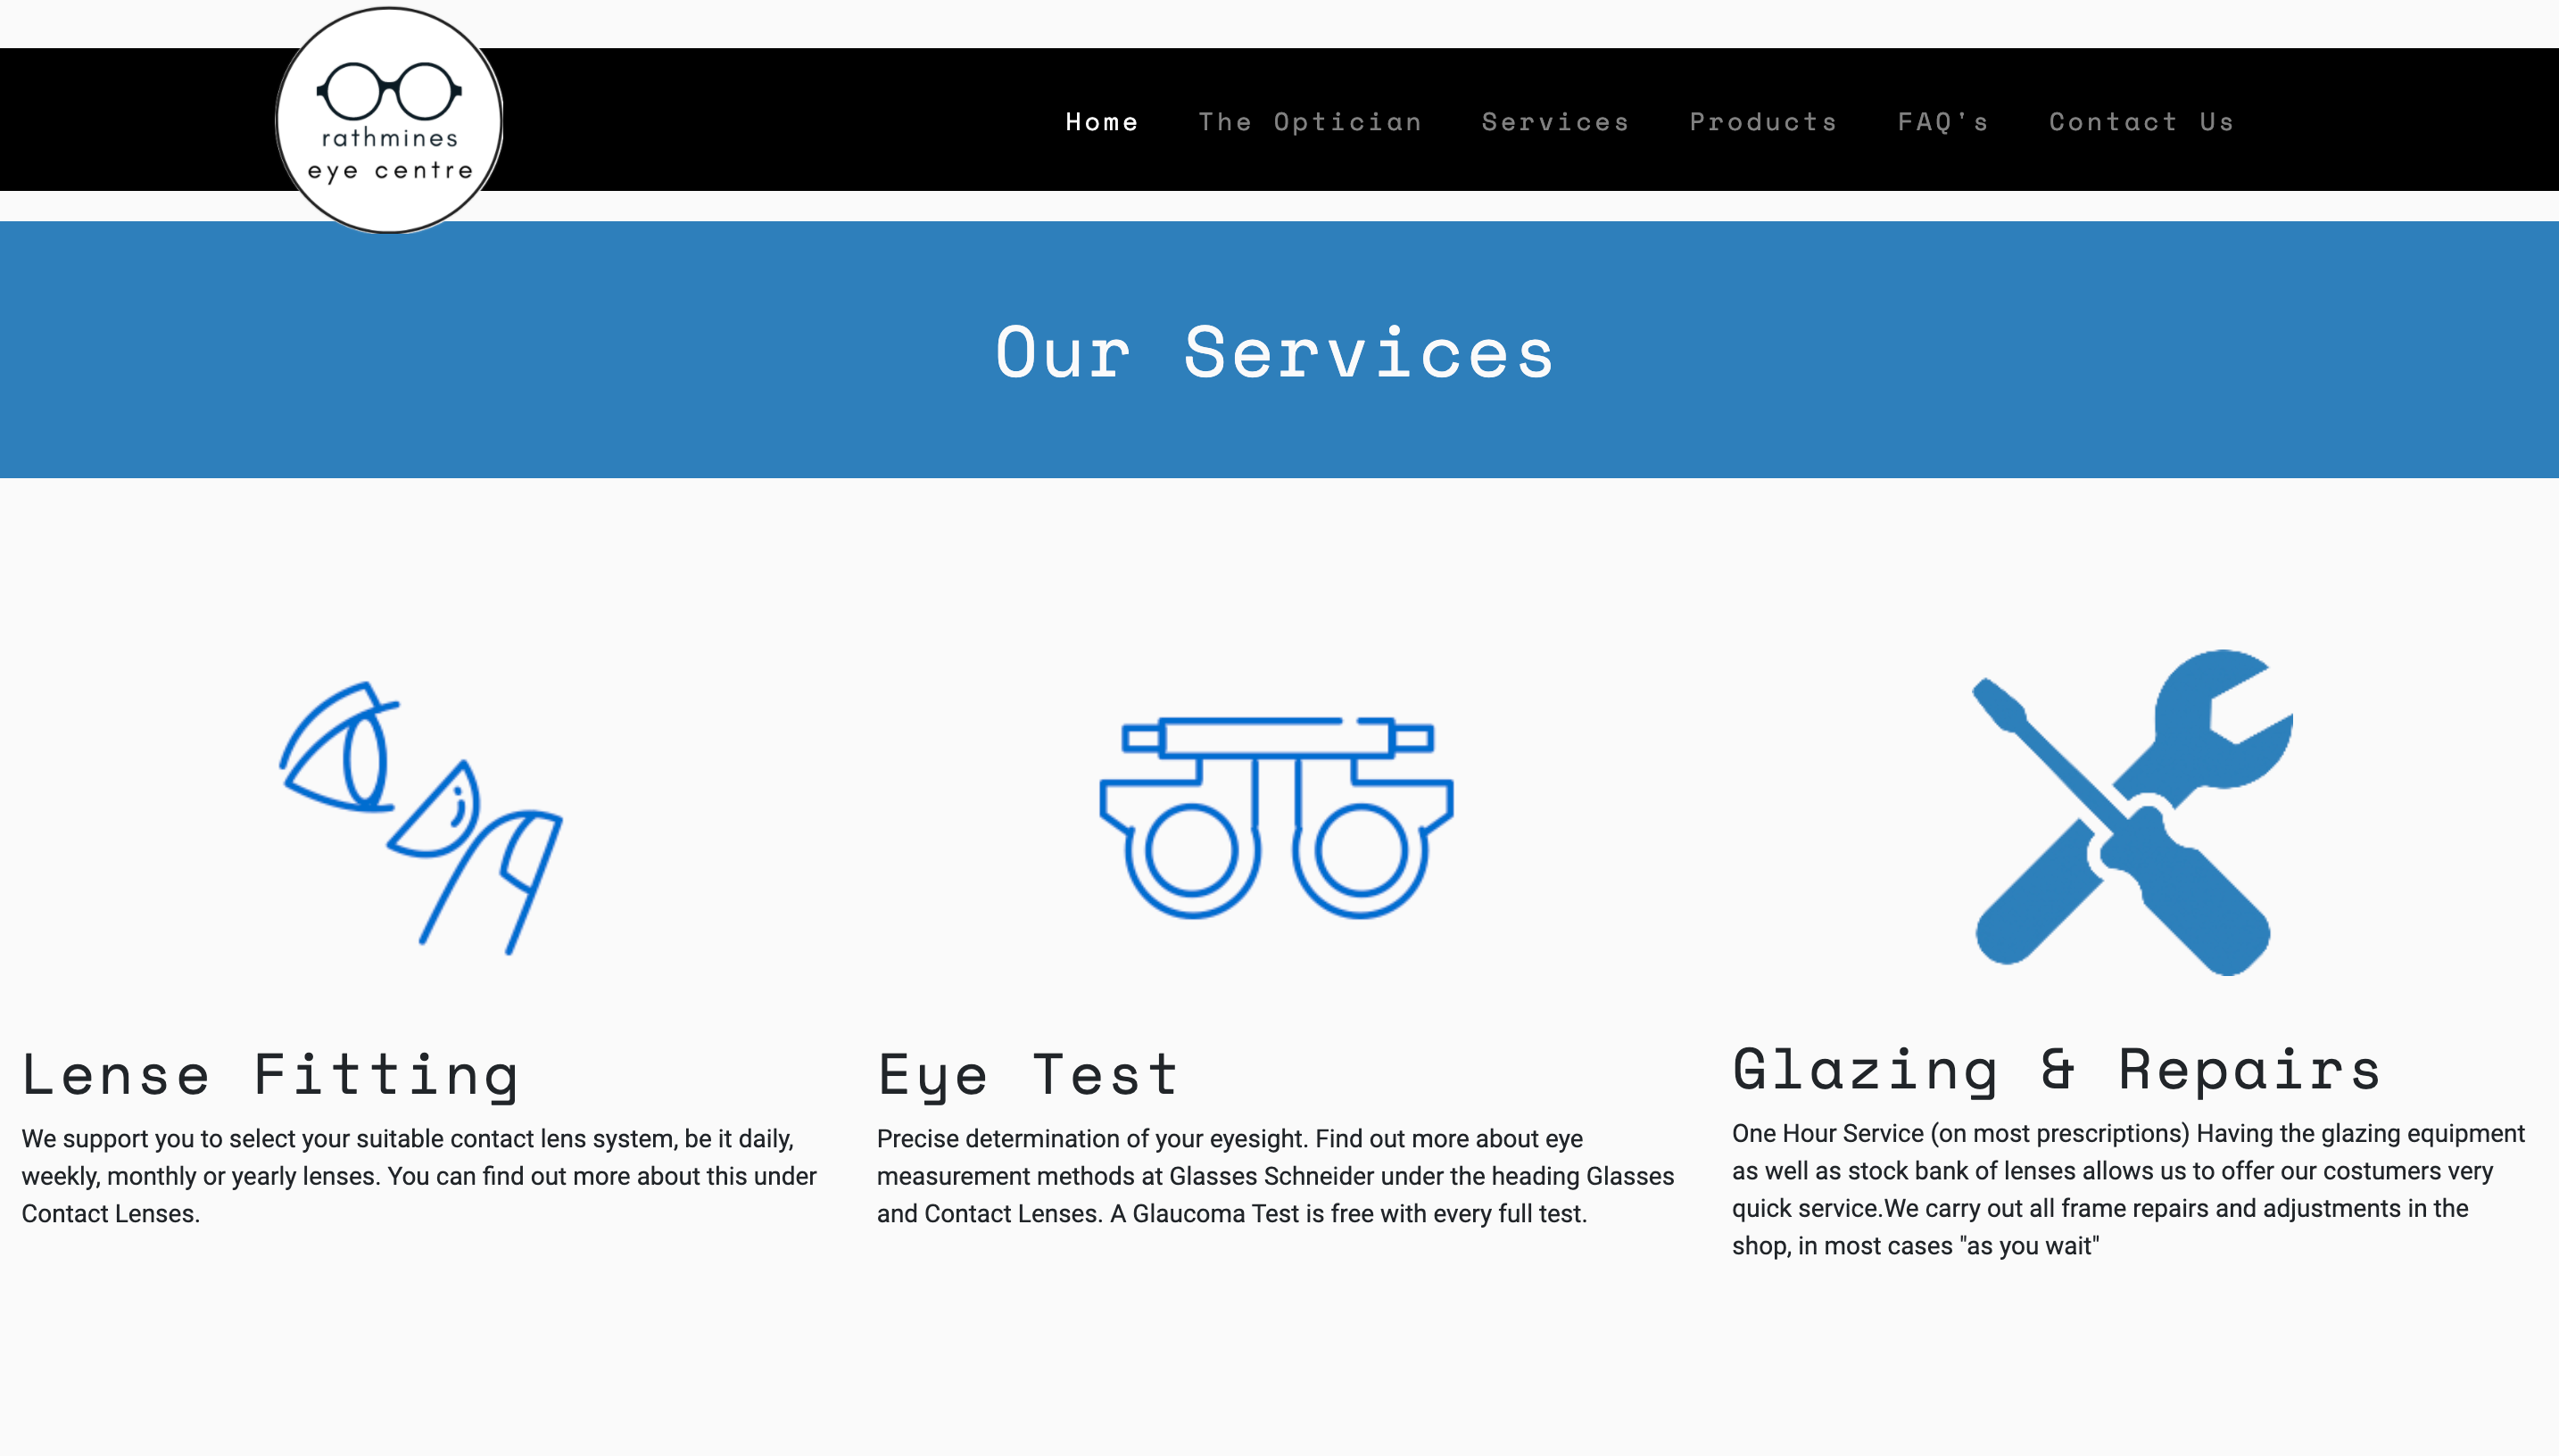 rathmines
eye centre
Home The Optician Services Products FAQ's Contact Us
Our Services
Lense Fitting
We support you to select your suitable contact lens system, be it daily,
weekly, monthly or yearly lenses. You can find out more about this under
Contact Lenses.
Eye Test
Precise determination of your eyesight. Find out more about eye
measurement methods at Glasses Schneider under the heading Glasses
and Contact Lenses. A Glaucoma Test is free with every full test.
Glazing & Repairs
One Hour Service (on most prescriptions) Having the glazing equipment
as well as stock bank of lenses allows us to offer our costumers very
quick service.We carry out all frame repairs and adjustments in the
shop, in most cases "as you wait"